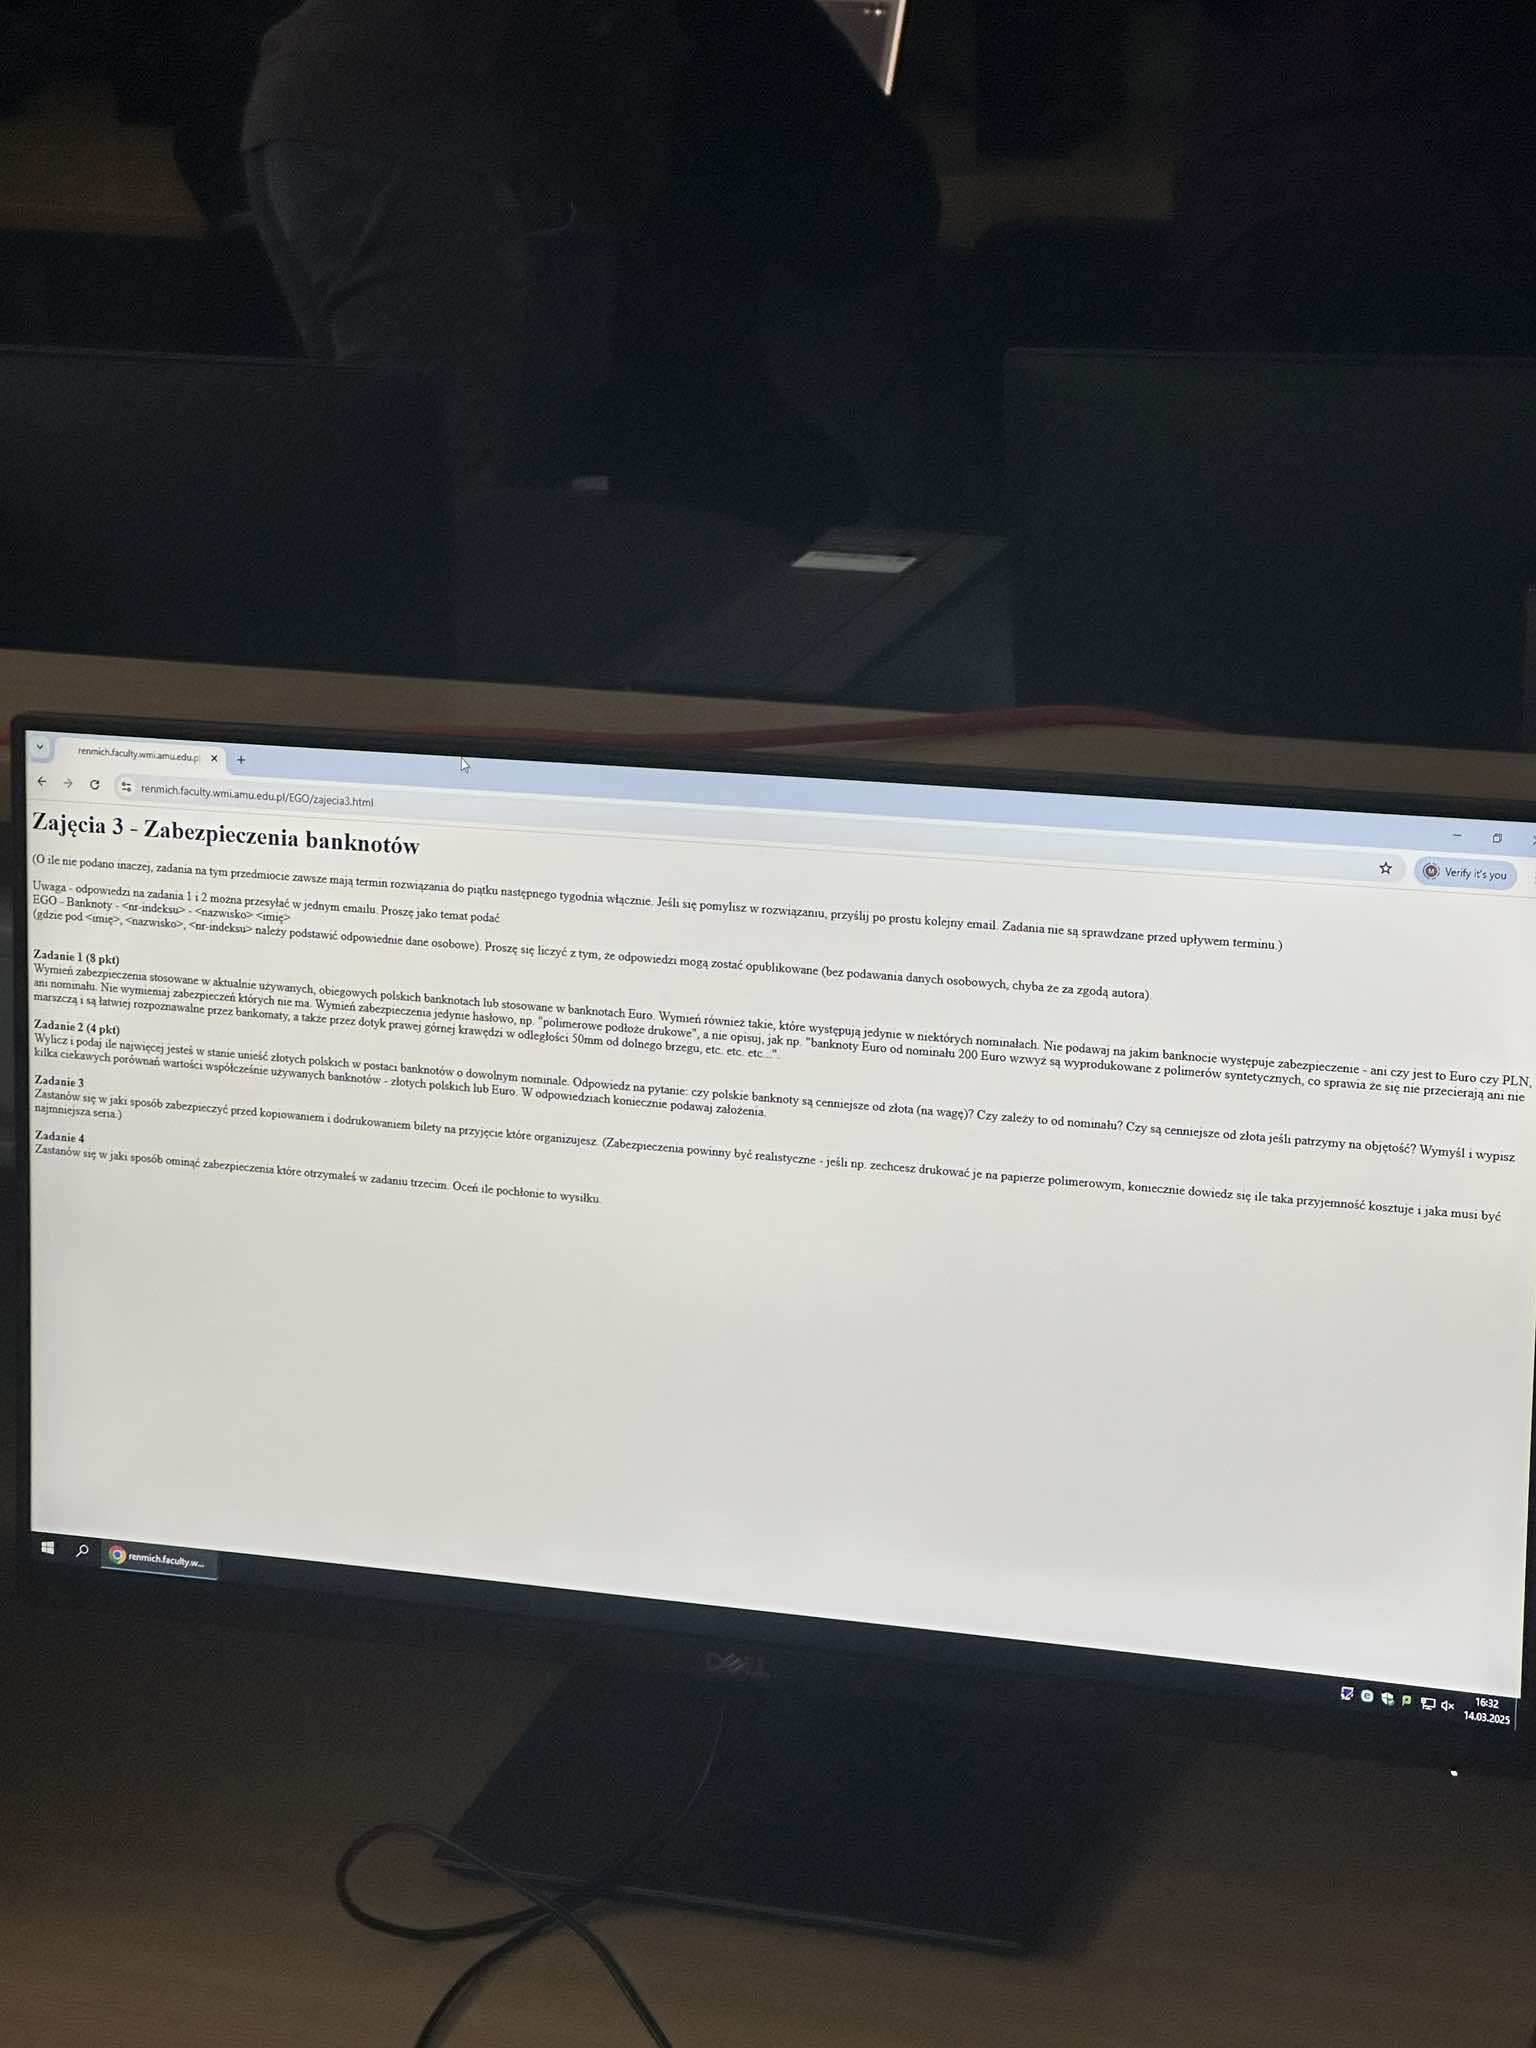 renmich.faculty.wmi.amu.edu.pl
renmich.faculty.wmi.amu.edu.pl/EGO/zajecia3.html
Verify it's you
Zajęcia 3 - Zabezpieczenia banknotów
(O ile nie podano inaczej, zadania na tym przedmiocie zawsze mają termin rozwiązania do piątku następnego tygodnia włącznie. Jeśli się pomylisz w rozwiązaniu, przyślij po prostu kolejny email. Zadania nie są sprawdzane przed upływem terminu.)
Uwaga - odpowiedzi na zadania 1 i 2 można przesyłać w jednym emailu. Proszę jako temat podać
EGO - Banknoty - <nr-indeksu> - <nazwisko> <imię>
(gdzie pod <imię>, <nazwisko>, <nr-indeksu> należy podstawić odpowiednie dane osobowe). Proszę się liczyć z tym, że odpowiedzi mogą zostać opublikowane (bez podawania danych osobowych, chyba że za zgodą autora)
Zadanie 1 (8 pkt)
Wymień zabezpieczenia stosowane w aktualnie używanych, obiegowych polskich banknotach lub stosowane w banknotach Euro. Wymień również takie, które występują jedynie w niektórych nominałach. Nie podawaj na jakim banknocie występuje zabezpieczenie - ani czy jest to Euro czy PLN,
ani nominału. Nie wymieniaj zabezpieczeń których nie ma. Wymień zabezpieczenia jedynie hasłowo, np. "polimerowe podłoże drukowe", a nie opisuj, jak np. "banknoty Euro od nominału 200 Euro wzwyż są wyprodukowane z polimerów syntetycznych, co sprawia że się nie przecierają ani nie
marszczą i są łatwiej rozpoznawalne przez bankomaty, a także przez dotyk prawej górnej krawędzi w odległości 50mm od dolnego brzegu, etc. etc. etc...".
Zadanie 2 (4 pkt)
Wylicz i podaj ile najwięcej jesteś w stanie unieść złotych polskich w postaci banknotów o dowolnym nominale. Odpowiedz na pytanie: czy polskie banknoty są cenniejsze od złota (na wagę)? Czy zależy to od nominału? Czy są cenniejsze od złota jeśli patrzymy na objętość? Wymyśl i wypisz
kilka ciekawych porównań wartości współcześnie używanych banknotów - złotych polskich lub Euro. W odpowiedziach koniecznie podawaj założenia.
Zadanie 3
Zastanów się w jaki sposób zabezpieczyć przed kopiowaniem i dodrukowaniem bilety na przyjęcie które organizujesz. (Zabezpieczenia powinny być realistyczne - jeśli np. zechcesz drukować je na papierze polimerowym, koniecznie dowiedz się ile taka przyjemność kosztuje i jaka musi być
najmniejsza seria.)
Zadanie 4
Zastanów się w jaki sposób ominąć zabezpieczenia które otrzymałeś w zadaniu trzecim. Oceń ile pochłonie to wysiłku.
renmich.faculty.w...
DELL
16:32
14.03.2025